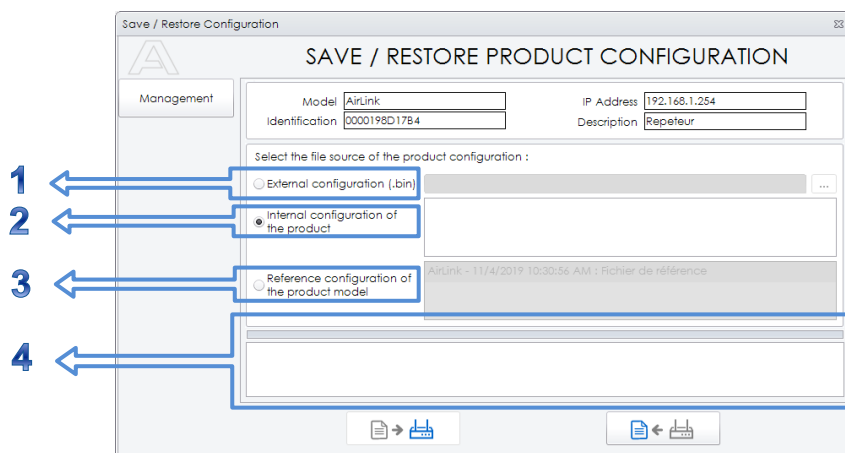 Save / Restore Configuration
SAVE / RESTORE PRODUCT CONFIGURATION
Management
Model AirLink IP Address 192.168.1.254
Identification 0000198D17B4 Description Repeteur
Select the file source of the product configuration :
1 External configuration (.bin) ...
2 Internal configuration of
the product
3 Reference configuration of
the product model
AirLink - 11/4/2019 10:30:56 AM : Fichier de référence
4